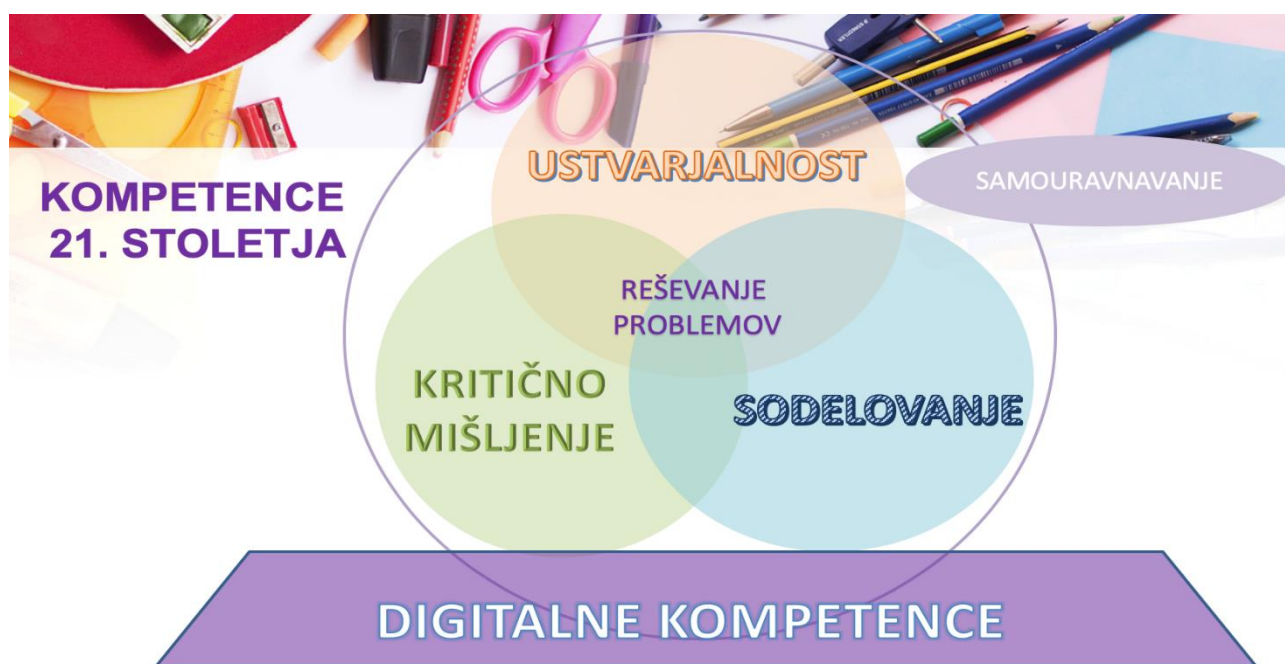 KOMPETENCE
21. STOLETJA
USTVARJALNOST
SAMOURAVNAVANJE
REŠEVANJE
PROBLEMOV
KRITIČNO
MIŠLJENJE
SODELOVANJE
DIGITALNE KOMPETENCE